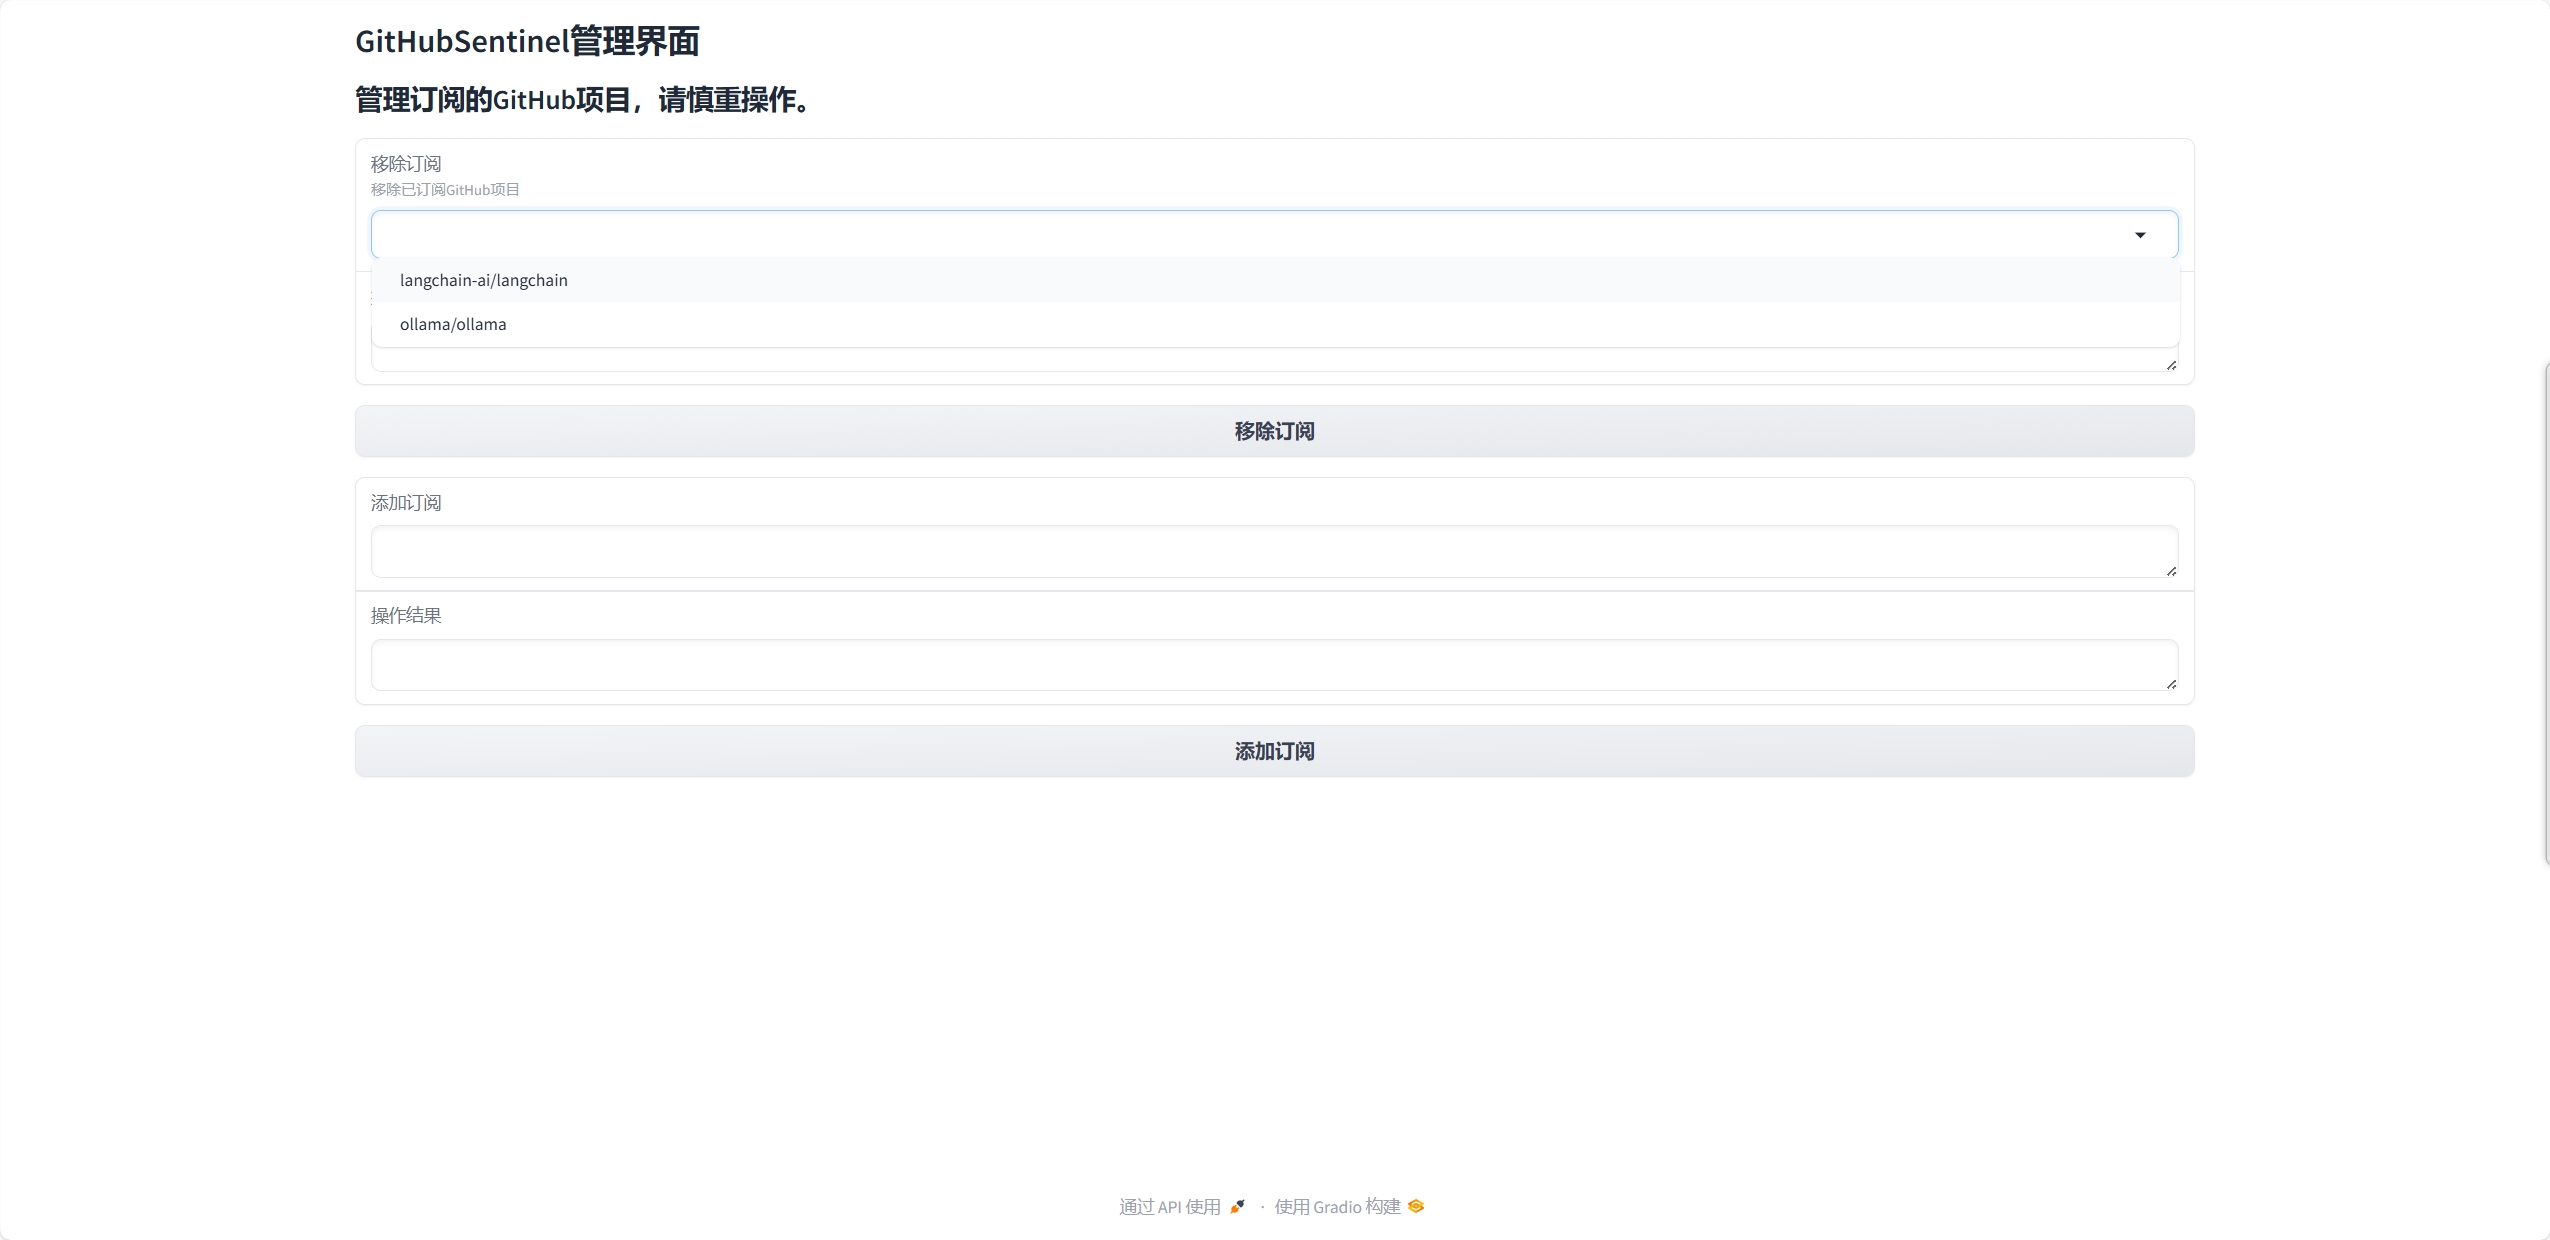 GitHubSentinel管理界面
管理订阅的GitHub项目，请慎重操作。
移除订阅
移除已订阅GitHub项目
langchain-ai/langchain
ollama/ollama
移除订阅
添加订阅
操作结果
添加订阅
通过 API 使用 · 使用 Gradio 构建